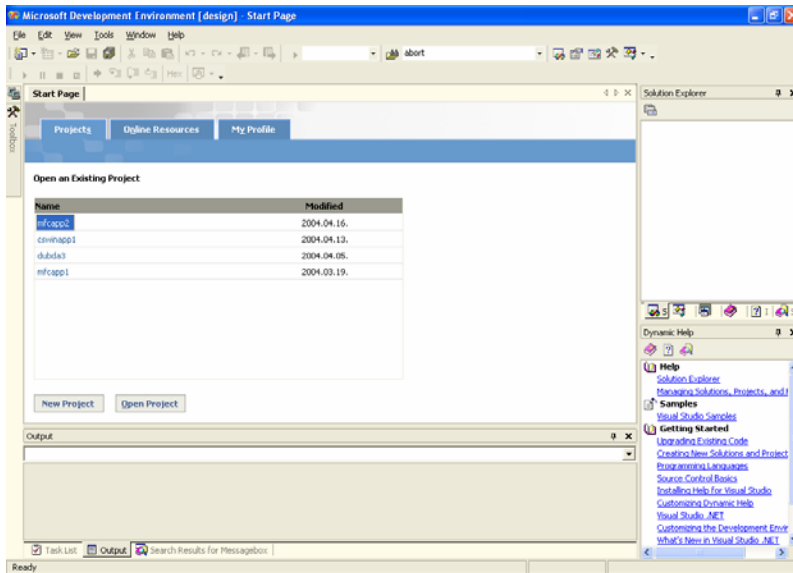 Microsoft Development Environment [design] - Start Page
File Edit View Tools Window Help
abort
Hex
Toolbox
Start Page
Projects
Online Resources
My Profile
Open an Existing Project
Name Modified
mfcapp2 2004.04.16.
cswinapp1 2004.04.13.
dubda3 2004.04.05.
mfcapp1 2004.03.19.
New Project
Open Project
Output
Task List
Output
Search Results for Messagebox
Ready
Solution Explorer
Dynamic Help
Help
Solution Explorer
Managing Solutions, Projects, and
Samples
Visual Studio Samples
Getting Started
Upgrading Existing Code
Creating New Solutions and Project
Programming Languages
Source Control Basics
Installing Help for Visual Studio
Customizing Dynamic Help
Visual Studio .NET
Customizing the Development Envir
What's New in Visual Studio .NET